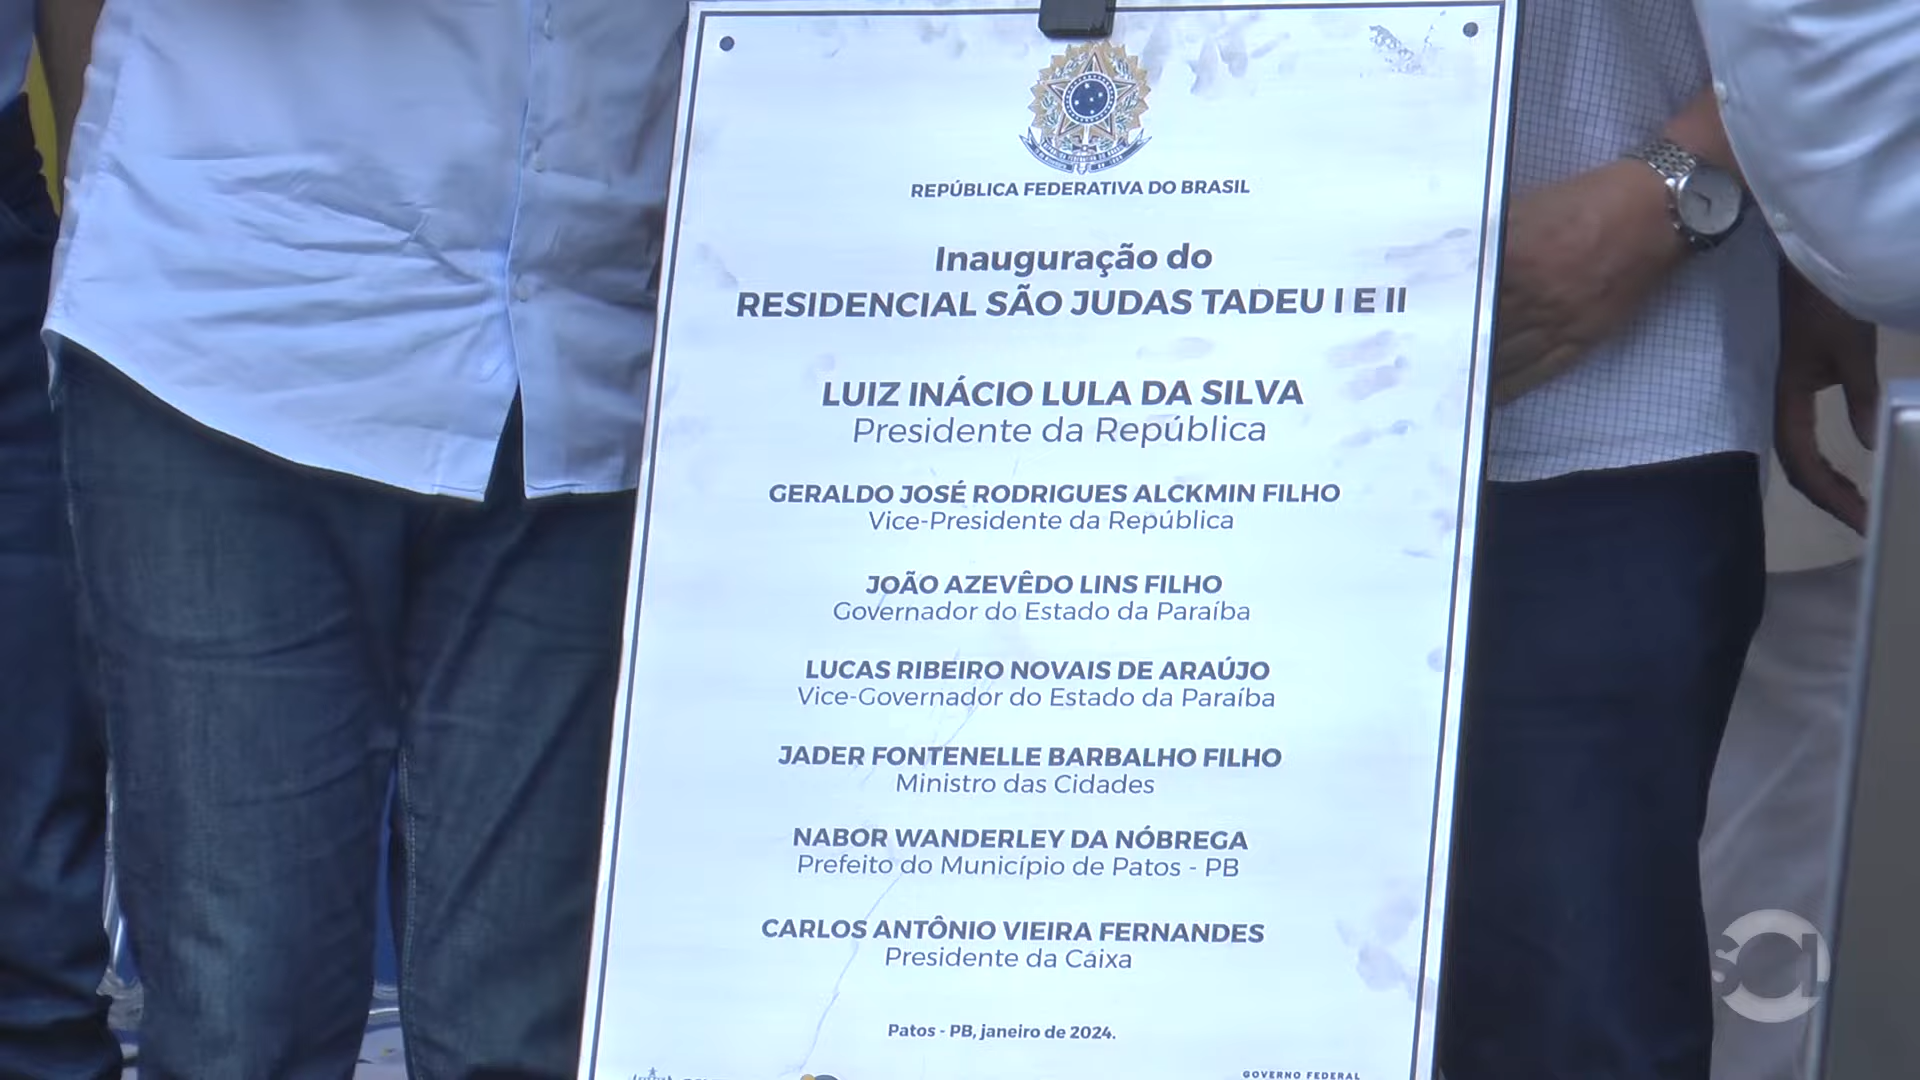 REPÚBLICA FEDERATIVA DO BRASIL
Inauguração do
RESIDENCIAL SÃO JUDAS TADEU I E II
LUIZ INÁCIO LULA DA SILVA
Presidente da República
GERALDO JOSÉ RODRIGUES ALCKMIN FILHO
Vice-Presidente da República
JOÃO AZEVÊDO LINS FILHO
Governador do Estado da Paraíba
LUCAS RIBEIRO NOVAIS DE ARAÚJO
Vice-Governador do Estado da Paraíba
JADER FONTENELLE BARBALHO FILHO
Ministro das Cidades
NABOR WANDERLEY DA NÓBREGA
Prefeito do Município de Patos - PB
CARLOS ANTÔNIO VIEIRA FERNANDES
Presidente da Caixa
Patos - PB, janeiro de 2024.
GOVERNO FEDERAL
SOL